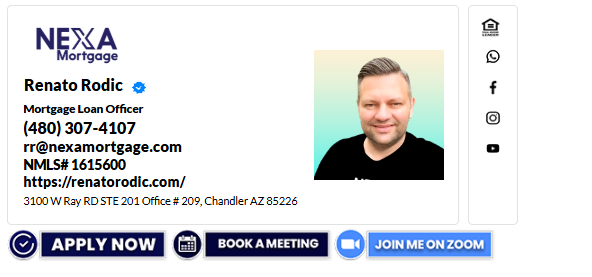 NEXA
Mortgage
Renato Rodic
Mortgage Loan Officer
(480) 307-4107
rr@nexamortgage.com
NMLS# 1615600
https://renatorodic.com/
3100 W Ray RD STE 201 Office # 209, Chandler AZ 85226
APPLY NOW
BOOK A MEETING
JOIN ME ON ZOOM